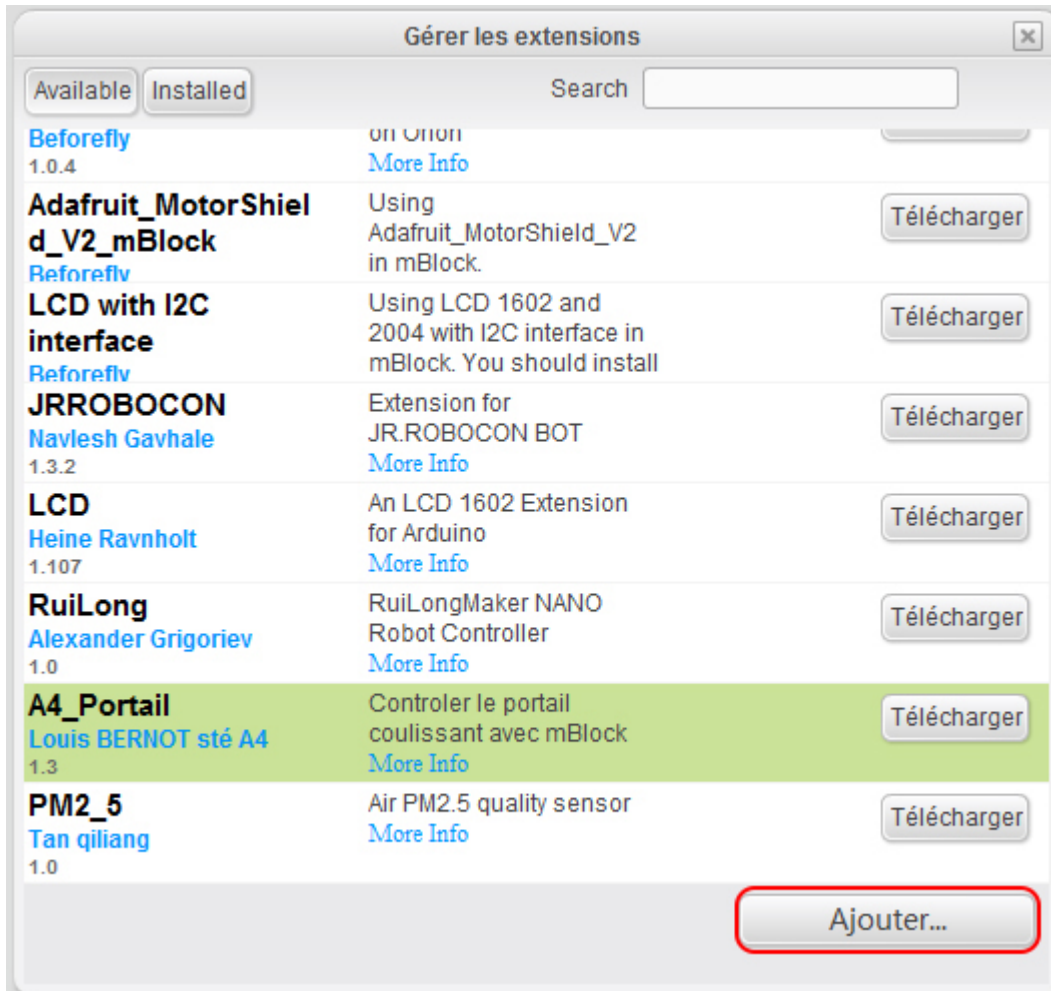 Gérer les extensions
Available Installed Search
Beforefly on Orion
1.0.4 More Info
Adafruit_MotorShiel
d_V2_mBlock
Beforefly
Using
Adafruit_MotorShield_V2
in mBlock.
Télécharger
LCD with I2C
interface
Beforefly
Using LCD 1602 and
2004 with I2C interface in
mBlock. You should install
Télécharger
JRROBOCON
Navlesh Gavhale
1.3.2
Extension for
JR.ROBOCON BOT
More Info
Télécharger
LCD
Heine Ravnholt
1.107
An LCD 1602 Extension
for Arduino
More Info
Télécharger
RuiLong
Alexander Grigoriev
1.0
RuiLongMaker NANO
Robot Controller
More Info
Télécharger
A4_Portail
Louis BERNOT sté A4
1.3
Controler le portail
coulissant avec mBlock
More Info
Télécharger
PM2_5
Tan qiliang
1.0
Air PM2.5 quality sensor
More Info
Télécharger
Ajouter...